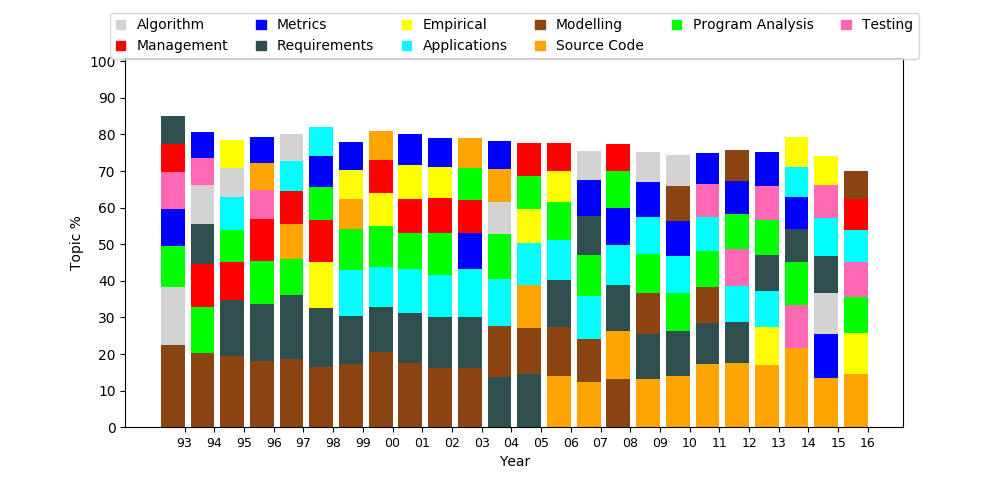 Algorithm Metrics Empirical Modelling Program Analysis Testing
Management Requirements Applications Source Code
100
90
80
70
60
50
40
30
20
10
0
Topic %
93 94 95 96 97 98 99 00 01 02 03 04 05 06 07 08 09 10 11 12 13 14 15 16
Year